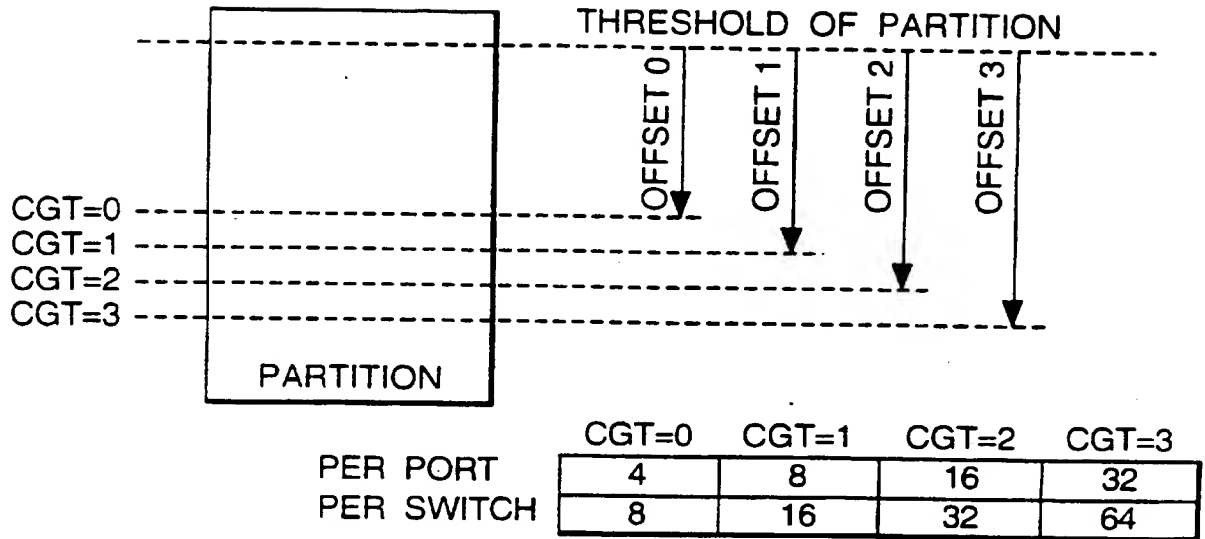 THRESHOLD OF PARTITION
OFFSET 0
OFFSET 1
OFFSET 2
OFFSET 3
CGT=0
CGT=1
CGT=2
CGT=3
PARTITION
CGT=0 CGT=1 CGT=2 CGT=3
PER PORT 4 8 16 32
PER SWITCH 8 16 32 64